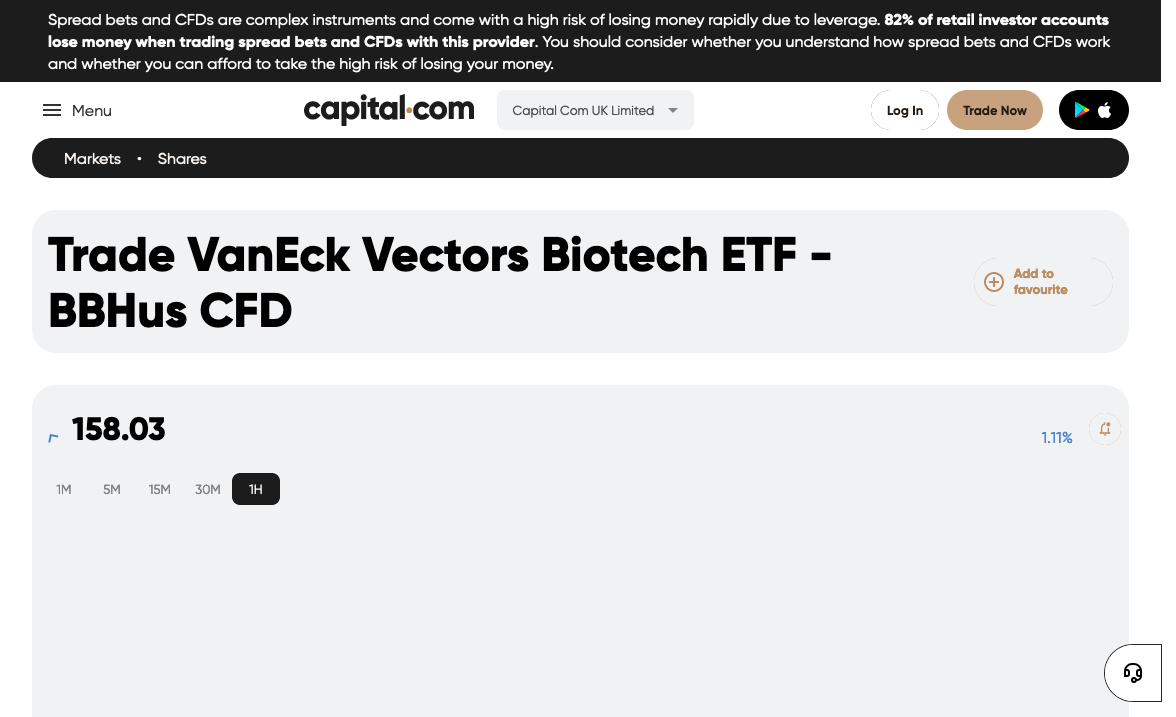 Spread bets and CFDs are complex instruments and come with a high risk of losing money rapidly due to leverage. 82% of retail investor accounts
lose money when trading spread bets and CFDs with this provider. You should consider whether you understand how spread bets and CFDs work
and whether you can afford to take the high risk of losing your money.
Menu
capital.com
Capital Com UK Limited
Log In
Trade Now
Markets • Shares
Trade VanEck Vectors Biotech ETF -
BBHus CFD
Add to
favourite
158.03
1.11%
1M 5M 15M 30M 1H